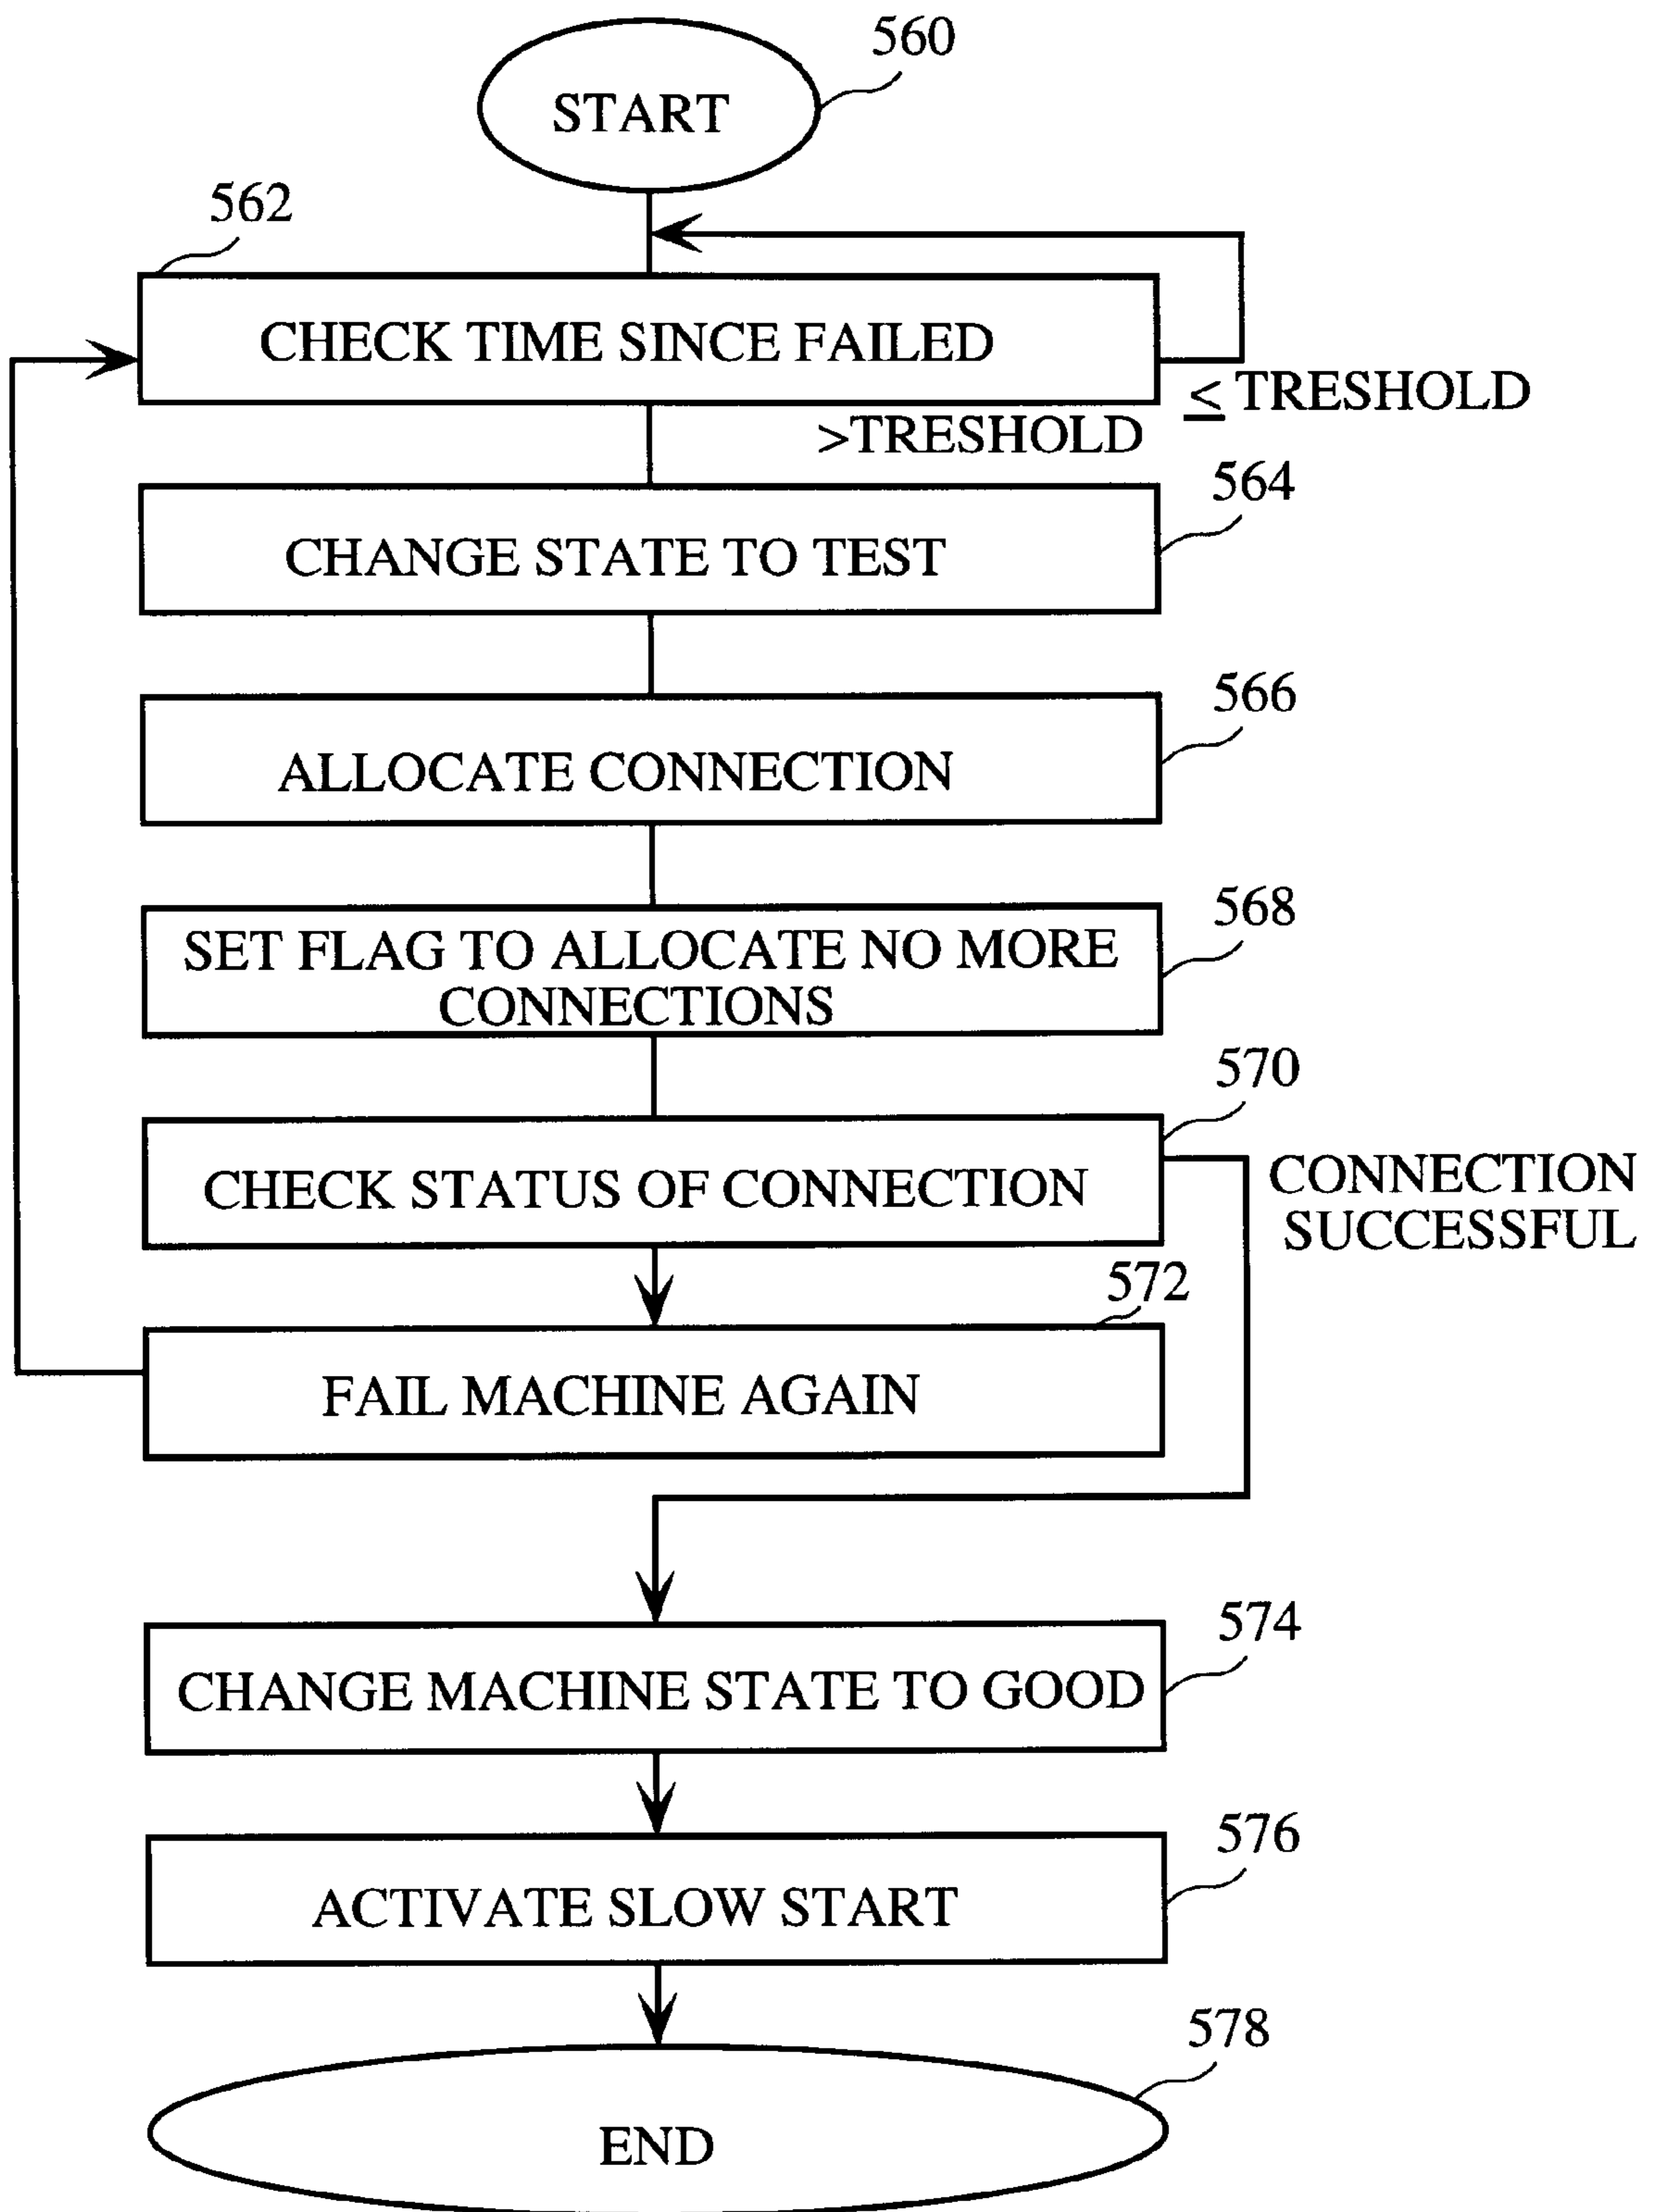 560
START
562
CHECK TIME SINCE FAILED
≤ TRESHOLD
>TRESHOLD
564
CHANGE STATE TO TEST
566
ALLOCATE CONNECTION
568
SET FLAG TO ALLOCATE NO MORE
CONNECTIONS
570
CHECK STATUS OF CONNECTION
CONNECTION
SUCCESSFUL
572
FAIL MACHINE AGAIN
574
CHANGE MACHINE STATE TO GOOD
576
ACTIVATE SLOW START
578
END